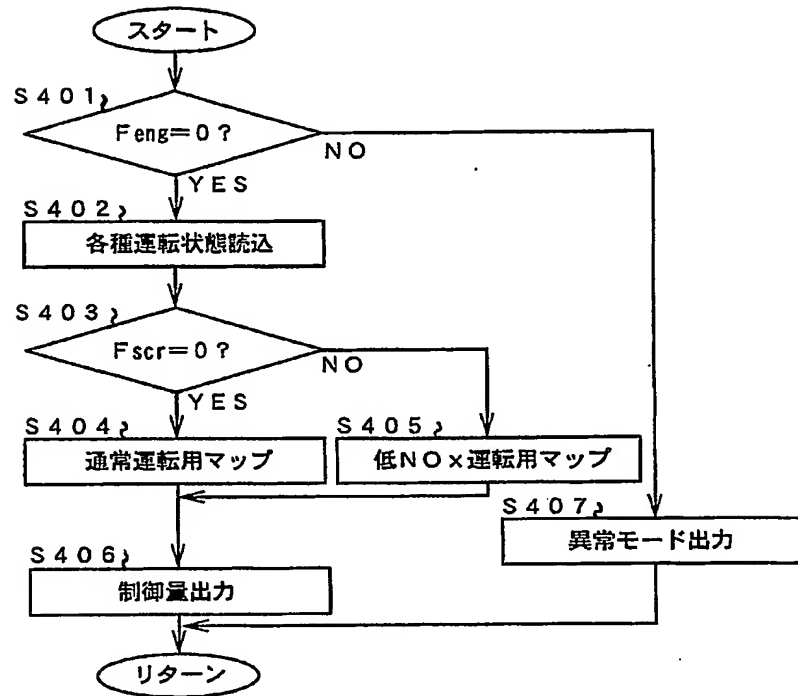 スタート
S401
Feng=0?
NO
YES
S402
各種運転状態読込
S403
Fscr=0?
NO
YES
S404
通常運転用マップ
S405
低NOx運転用マップ
S407
異常モード出力
S406
制御量出力
リターン